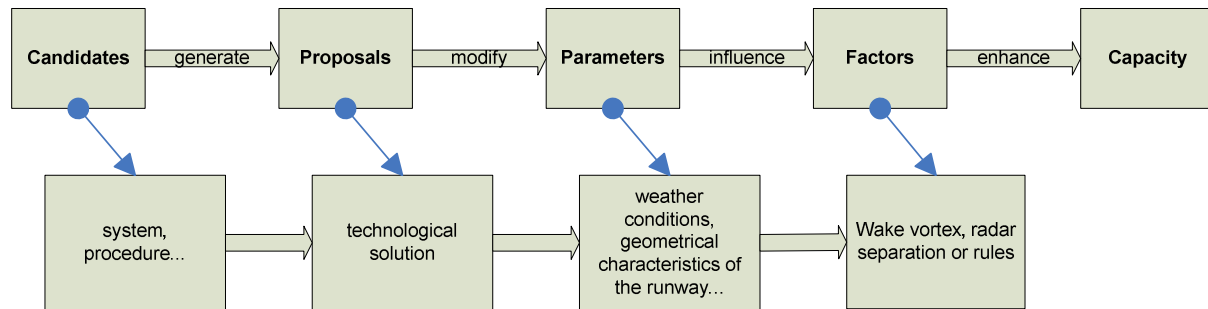 Candidates
generate
Proposals
modify
Parameters
influence
Factors
enhance
Capacity
system,
procedure...
technological
solution
weather
conditions,
geometrical
characteristics of
the runway...
Wake vortex, radar
separation or rules